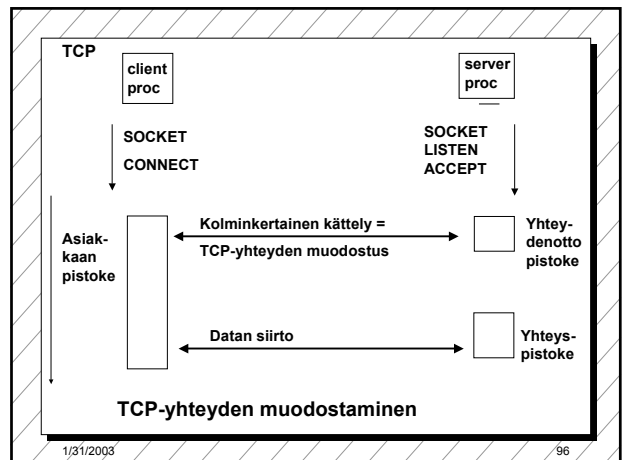 TCP
client
proc
server
proc
SOCKET
CONNECT
SOCKET
LISTEN
ACCEPT
Asiak-
kaan
pistoke
Kolminkertainen kättely =
TCP-yhteyden muodostus
Yhtey-
denotto
pistoke
Datan siirto
Yhteys-
pistoke
TCP-yhteyden muodostaminen
1/31/2003
96